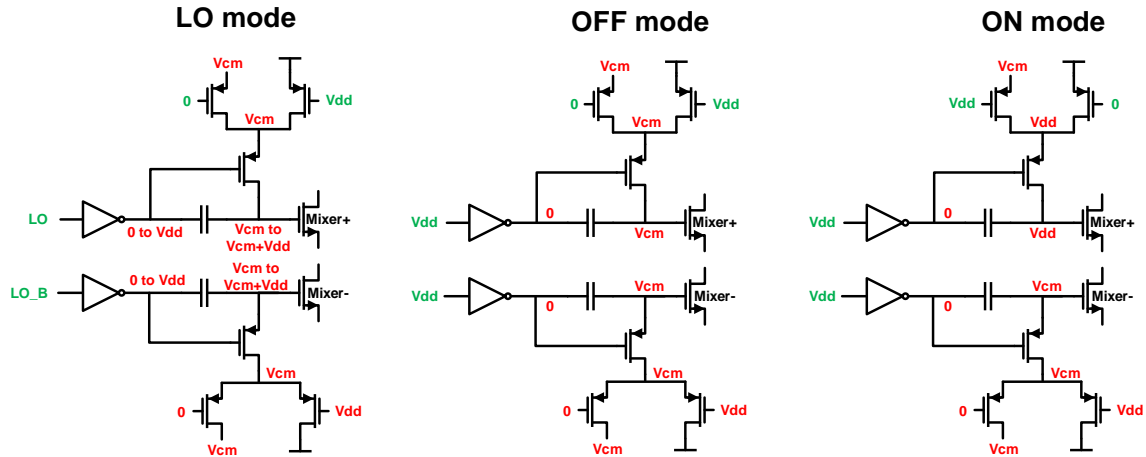 LO mode
OFF mode
ON mode
Vcm
Vcm
Vcm
0
Vdd
0
Vdd
Vdd
0
Vcm
Vcm
Vdd
LO
0 to Vdd
Vcm to
Vcm+Vdd
Mixer+
Vdd
0
Vcm
Mixer+
Vdd
0
Vdd
Mixer+
LO_B
0 to Vdd
Vcm to
Vcm+Vdd
Mixer-
Vdd
0
Vcm
Mixer-
Vdd
0
Vcm
Mixer-
Vcm
Vcm
Vcm
0
Vdd
0
Vdd
0
Vdd
Vcm
Vcm
Vcm